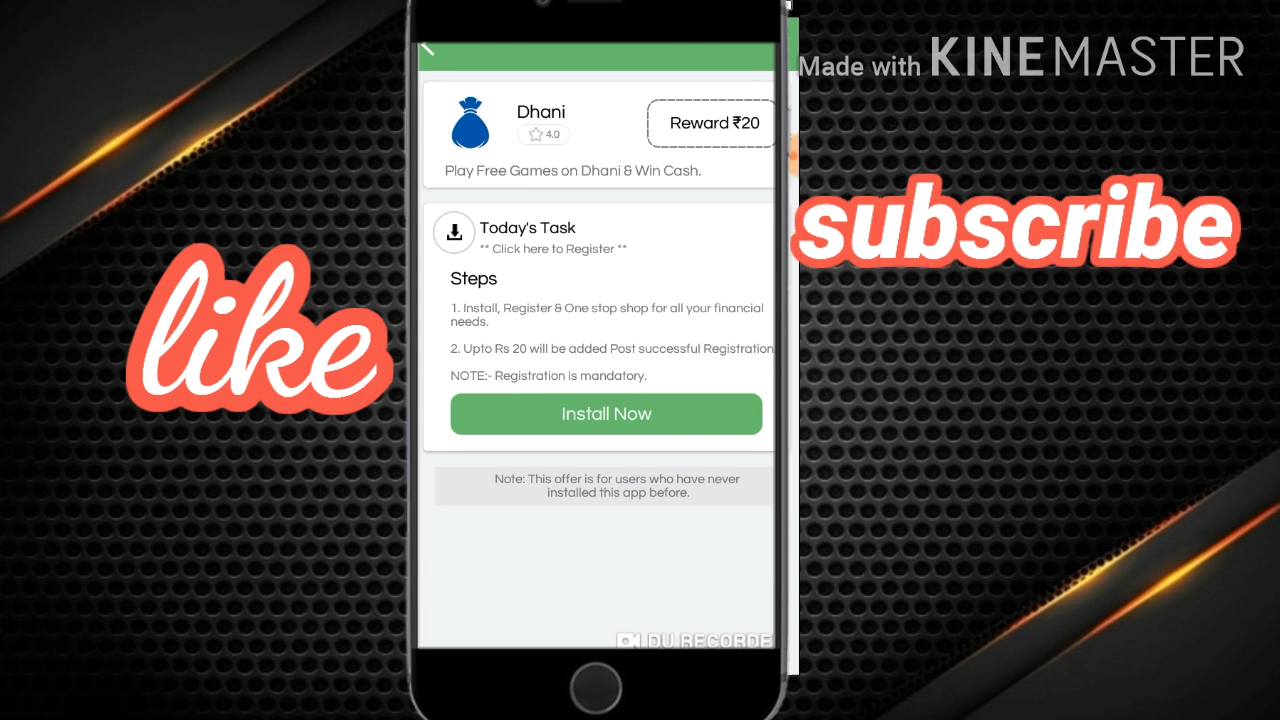 Made with KINEMASTER
Dhani
4.0
Reward ₹20
Play Free Games on Dhani & Win Cash.
subscribe
Today's Task
** Click here to Register **
like
Steps
1. Install, Register & One stop shop for all your financial
needs.
2. Upto Rs 20 will be added Post successful Registration.
NOTE:- Registration is mandatory.
Install Now
Note: This offer is for users who have never
installed this app before.
DU RECORDE